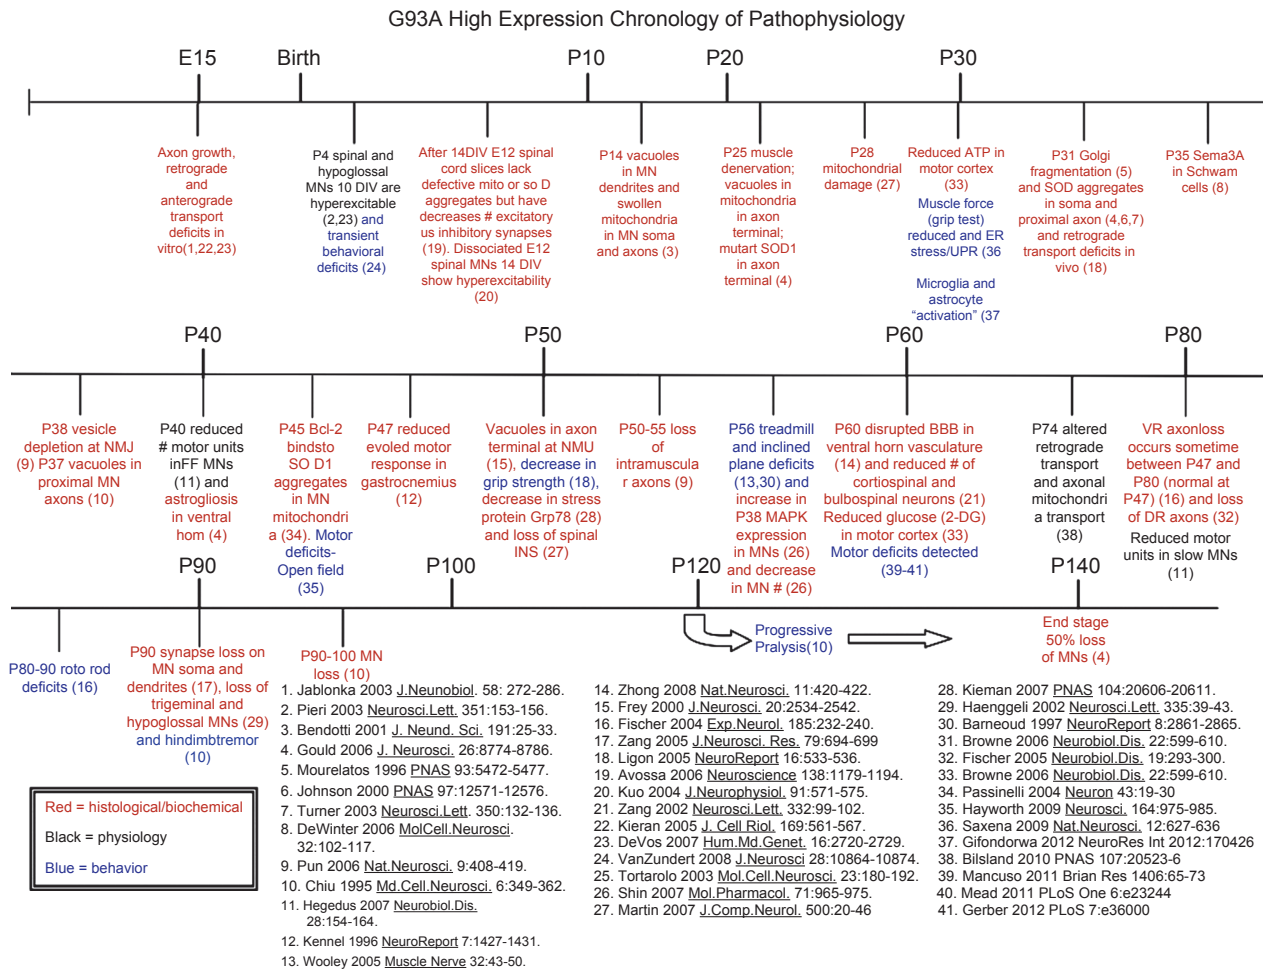 G93A High Expression Chronology of Pathophysiology
E15
Birth
P10
P20
P30
Axon growth,
retrograde
and
anterograde
transport
deficits in
vitro(1,22,23)
P4 spinal and
hypoglossal
MNs 10 DIV are
hyperexcitable
(2,23) and
transient
behavioral
deficits (24)
After 14DIV E12 spinal
cord slices lack
defective mito or so D
aggregates but have
decreases # excitatory
us inhibitory synapses
(19). Dissociated E12
spinal MNs 14 DIV
show hyperexcitability
(20)
P14 vacuoles
in MN
dendrites and
swollen
mitochondria
in MN soma
and axons (3)
P25 muscle
denervation;
vacuoles in
mitochondria
in axon
terminal;
mutart SOD1
in axon
terminal (4)
P28
mitochondrial
damage (27)
Reduced ATP in
motor cortex
(33)
Muscle force
(grip test)
reduced and ER
stress/UPR (36
Microglia and
astrocyte
“activation” (37
P31 Golgi
fragmentation (5)
and SOD aggregates
in soma and
proximal axon (4,6,7)
and retrograde
transport deficits in
vivo (18)
P35 Sema3A
in Schwam
cells (8)
P40
P50
P60
P80
P38 vesicle
depletion at NMJ
(9) P37 vacuoles in
proximal MN
axons (10)
P40 reduced
# motor units
inFF MNs
(11) and
astrogliosis
in ventral
hom (4)
P45 Bcl-2
bindsto
SO D1
aggregates
in MN
mitochondri
a (34). Motor
deficits-
Open field
(35)
P47 reduced
evoled motor
response in
gastrocnemius
(12)
Vacuoles in axon
terminal at NMU
(15), decrease in
grip strength (18),
decrease in stress
protein Grp78 (28)
and loss of spinal
INS (27)
P50-55 loss
of
intramuscula
r axons (9)
P56 treadmill
and inclined
plane deficits
(13,30) and
increase in
P38 MAPK
expression
in MNs (26)
and decrease
in MN # (26)
P60 disrupted BBB in
ventral horn vasculature
(14) and reduced # of
cortiospinal and
bulbospinal neurons (21)
Reduced glucose (2-DG)
in motor cortex (33)
Motor deficits detected
(39-41)
P74 altered
retrograde
transport
and axonal
mitochondri
a transport
(38)
VR axonloss
occurs sometime
between P47 and
P80 (normal at
P47) (16) and loss
of DR axons (32)
Reduced motor
units in slow MNs
(11)
P90
P100
P120
P140
P80-90 roto rod
deficits (16)
P90 synapse loss on
MN soma and
dendrites (17), loss of
trigeminal and
hypoglossal MNs (29)
and hindimbtremor
(10)
P90-100 MN
loss (10)
Progressive
Pralysis(10)
End stage
50% loss
of MNs (4)
Red = histological/biochemical
Black = physiology
Blue = behavior
1. Jablonka 2003 J.Neunobiol. 58: 272-286.
2. Pieri 2003 Neurosci.Lett. 351:153-156.
3. Bendotti 2001 J. Neund. Sci. 191:25-33.
4. Gould 2006 J. Neurosci. 26:8774-8786.
5. Mourelatos 1996 PNAS 93:5472-5477.
6. Johnson 2000 PNAS 97:12571-12576.
7. Turner 2003 Neurosci.Lett. 350:132-136.
8. DeWinter 2006 MolCell.Neurosci.
32:102-117.
9. Pun 2006 Nat.Neurosci. 9:408-419.
10. Chiu 1995 Md.Cell.Neurosci. 6:349-362.
11. Hegedus 2007 Neurobiol.Dis.
28:154-164.
12. Kennel 1996 NeuroReport 7:1427-1431.
13. Wooley 2005 Muscle Nerve 32:43-50.
14. Zhong 2008 Nat.Neurosci. 11:420-422.
15. Frey 2000 J.Neurosci. 20:2534-2542.
16. Fischer 2004 Exp.Neurol. 185:232-240.
17. Zang 2005 J.Neurosci. Res. 79:694-699
18. Ligon 2005 NeuroReport 16:533-536.
19. Avossa 2006 Neuroscience 138:1179-1194.
20. Kuo 2004 J.Neurophysiol. 91:571-575.
21. Zang 2002 Neurosci.Lett. 332:99-102.
22. Kieran 2005 J. Cell Riol. 169:561-567.
23. DeVos 2007 Hum.Md.Genet. 16:2720-2729.
24. VanZundert 2008 J.Neurosci 28:10864-10874.
25. Tortarolo 2003 Mol.Cell.Neurosci. 23:180-192.
26. Shin 2007 Mol.Pharmacol. 71:965-975.
27. Martin 2007 J.Comp.Neurol. 500:20-46
28. Kieman 2007 PNAS 104:20606-20611.
29. Haenggeli 2002 Neurosci.Lett. 335:39-43.
30. Barneoud 1997 NeuroReport 8:2861-2865.
31. Browne 2006 Neurobiol.Dis. 22:599-610.
32. Fischer 2005 Neurobiol.Dis. 19:293-300.
33. Browne 2006 Neurobiol.Dis. 22:599-610.
34. Passinelli 2004 Neuron 43:19-30
35. Hayworth 2009 Neurosci. 164:975-985.
36. Saxena 2009 Nat.Neurosci. 12:627-636
37. Gifondorwa 2012 NeuroRes Int 2012:170426
38. Bilsland 2010 PNAS 107:20523-6
39. Mancuso 2011 Brian Res 1406:65-73
40. Mead 2011 PLoS One 6:e23244
41. Gerber 2012 PLoS 7:e36000